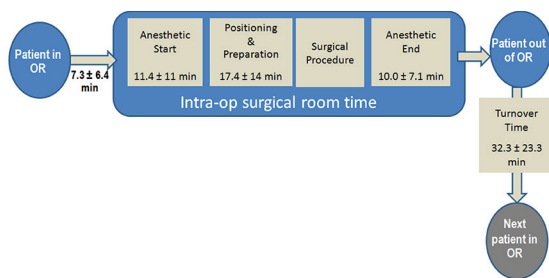 Patient in
OR
7.3 ± 6.4
min
Anesthetic
Start
11.4 ± 11 min
Positioning
&
Preparation
17.4 ± 14 min
Surgical
Procedure
Anesthetic
End
10.0 ± 7.1 min
Intra-op surgical room time
Patient out
of OR
Turnover
Time
32.3 ± 23.3
min
Next
patient in
OR